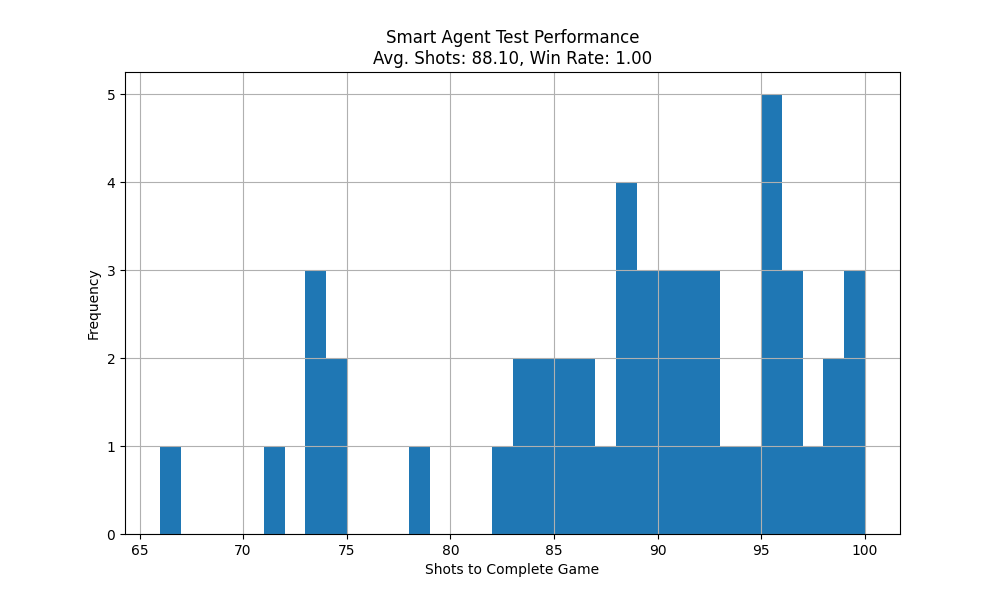 Smart Agent Test Performance
Avg. Shots: 88.10, Win Rate: 1.00
5
4
3
2
1
0
Frequency
65 70 75 80 85 90 95 100
Shots to Complete Game